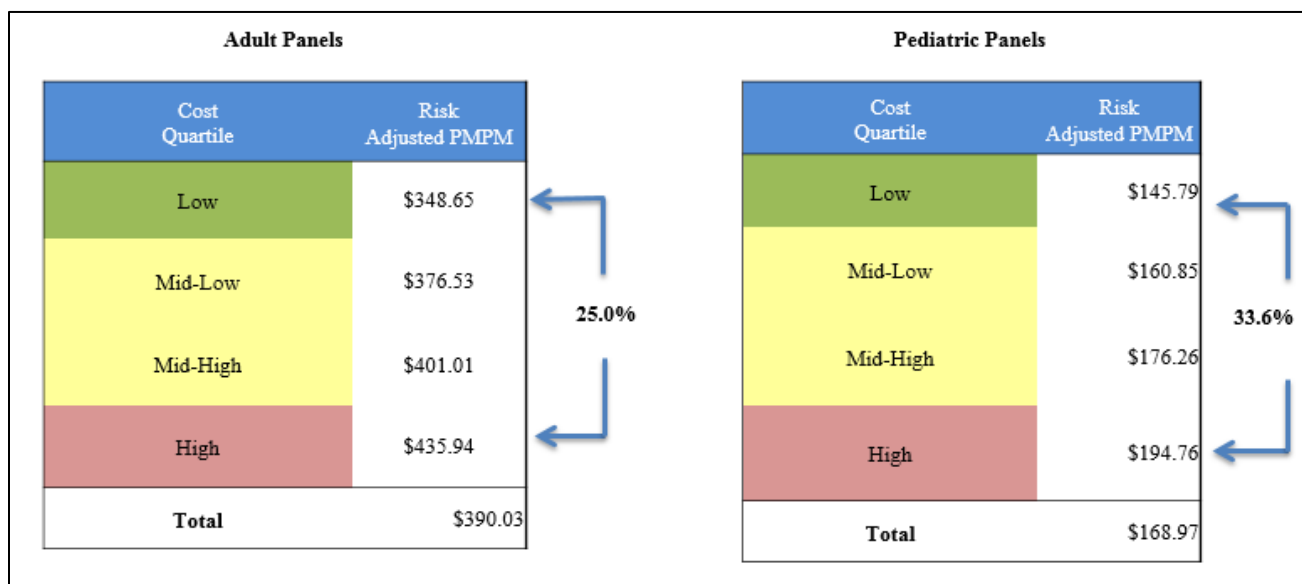 Adult Panels
Cost Quartile
Risk Adjusted PMPM
Low $348.65
Mid-Low $376.53
Mid-High $401.01
High $435.94
Total $390.03
25.0%
Pediatric Panels
Cost Quartile
Risk Adjusted PMPM
Low $145.79
Mid-Low $160.85
Mid-High $176.26
High $194.76
Total $168.97
33.6%